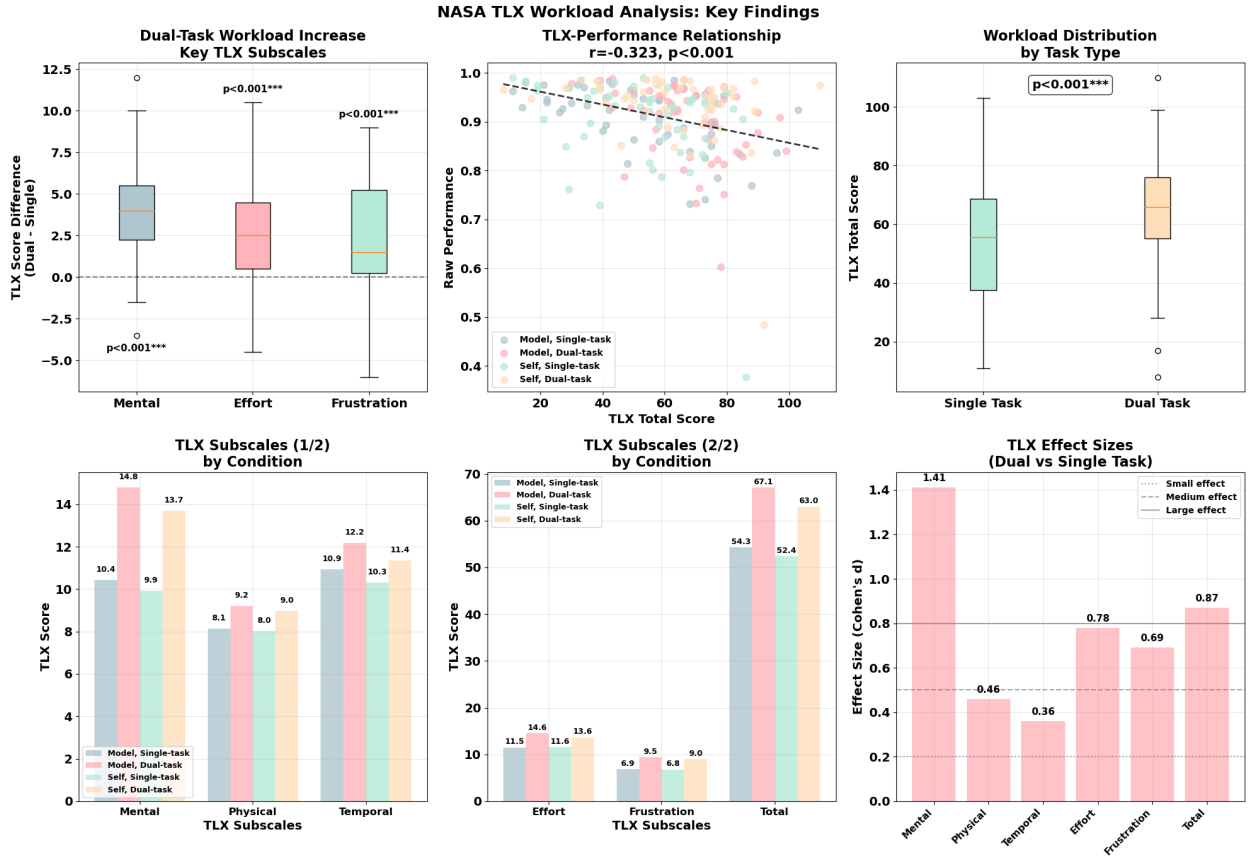 NASA TLX Workload Analysis: Key Findings
Dual-Task Workload Increase
Key TLX Subscales
TLX Score Difference
(Dual - Single)
12.5
10.0
7.5
5.0
2.5
0.0
−2.5
−5.0
p<0.001***
p<0.001***
p<0.001***
Mental
Effort
Frustration
TLX-Performance Relationship
r=-0.323, p<0.001
Raw Performance
1.0
0.9
0.8
0.7
0.6
0.5
0.4
Model, Single-task
Model, Dual-task
Self, Single-task
Self, Dual-task
20
40
60
80
100
TLX Total Score
Workload Distribution
by Task Type
p<0.001***
TLX Total Score
100
80
60
40
20
Single Task
Dual Task
TLX Subscales (1/2)
by Condition
TLX Score
14
12
10
8
6
4
2
0
10.4
14.8
9.9
13.7
8.1
9.2
8.0
9.0
10.9
12.2
10.3
11.4
Model, Single-task
Model, Dual-task
Self, Single-task
Self, Dual-task
Mental
Physical
Temporal
TLX Subscales
TLX Subscales (2/2)
by Condition
TLX Score
70
60
50
40
30
20
10
0
Model, Single-task
Model, Dual-task
Self, Single-task
Self, Dual-task
11.5
14.6
11.6
13.6
6.9
9.5
6.8
9.0
54.3
67.1
52.4
63.0
Effort
Frustration
Total
TLX Subscales
TLX Effect Sizes
(Dual vs Single Task)
Effect Size (Cohen's d)
1.4
1.2
1.0
0.8
0.6
0.4
0.2
0.0
Small effect
Medium effect
Large effect
1.41
0.46
0.36
0.78
0.69
0.87
Mental
Physical
Temporal
Effort
Frustration
Total